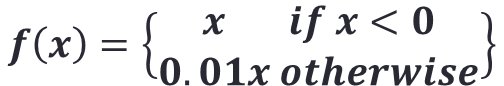 f(x) = { x if x < 0
0.01x otherwise }